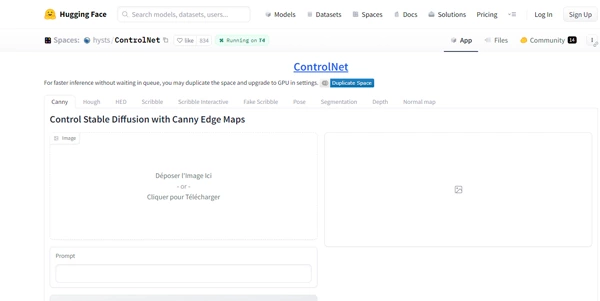 Hugging Face
Search models, datasets, users...
Models
Datasets
Spaces
Docs
Solutions
Pricing
Log In
Sign Up
Spaces:
hysts/ControlNet
like
934
Running on T4
App
Files
Community
14
ControlNet
For faster inference without waiting in queue, you may duplicate the space and upgrade to GPU in settings.
Duplicate Space
Canny
Hough
HED
Scribble
Scribble Interactive
Fake Scribble
Pose
Segmentation
Depth
Normal map
Control Stable Diffusion with Canny Edge Maps
Image
Déposer l'Image Ici
- or -
Cliquer pour Télécharger
Prompt